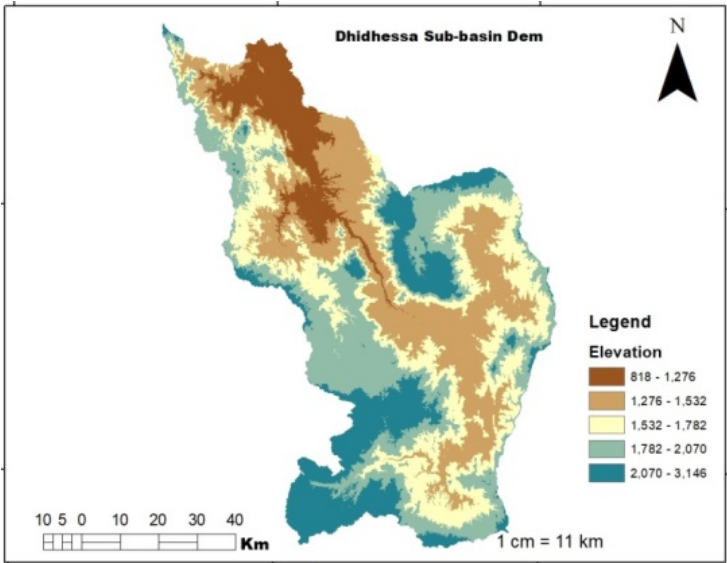 Dhidhessa Sub-basin Dem
N
Legend
Elevation
818 - 1,276
1,276 - 1,532
1,532 - 1,782
1,782 - 2,070
2,070 - 3,146
10 5 0 10 20 30 40
Km
1 cm = 11 km